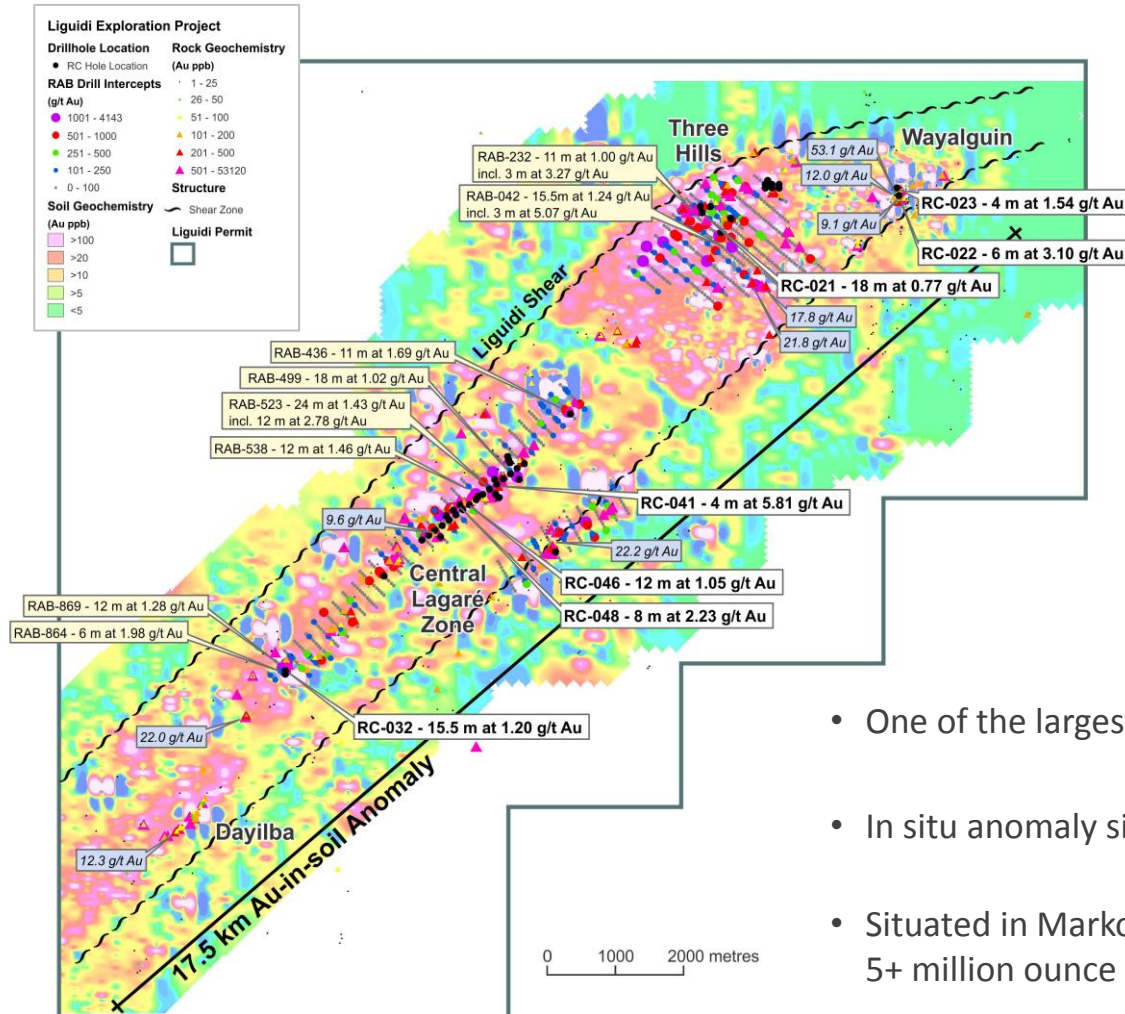 Liguidi Exploration Project
Drillhole Location
RC Hole Location
RAB Drill Intercepts
(g/t Au)
1001 - 4143
501 - 1000
251 - 500
101 - 250
0 - 100
Soil Geochemistry
(Au ppb)
>100
>20
>10
>5
<5
Rock Geochemistry
(Au ppb)
1 - 25
26 - 50
51 - 100
101 - 200
201 - 500
501 - 53120
Structure
Shear Zone
Liguidi Permit
Three
Hills
Wayalguin
53.1 g/t Au
12.0 g/t Au
9.1 g/t Au
RC-023 - 4 m at 1.54 g/t Au
RC-022 - 6 m at 3.10 g/t Au
RAB-232 - 11 m at 1.00 g/t Au
incl. 3 m at 3.27 g/t Au
RAB-042 - 15.5m at 1.24 g/t Au
incl. 3 m at 5.07 g/t Au
RC-021 - 18 m at 0.77 g/t Au
17.8 g/t Au
21.8 g/t Au
Liguidi Shear
RAB-436 - 11 m at 1.69 g/t Au
RAB-499 - 18 m at 1.02 g/t Au
RAB-523 - 24 m at 1.43 g/t Au
incl. 12 m at 2.78 g/t Au
RAB-538 - 12 m at 1.46 g/t Au
9.6 g/t Au
RC-041 - 4 m at 5.81 g/t Au
22.2 g/t Au
RC-046 - 12 m at 1.05 g/t Au
RC-048 - 8 m at 2.23 g/t Au
Central
Lagaré
Zone
RAB-869 - 12 m at 1.28 g/t Au
RAB-864 - 6 m at 1.98 g/t Au
RC-032 - 15.5 m at 1.20 g/t Au
22.0 g/t Au
Dayilba
12.3 g/t Au
17.5 km Au-in-soil Anomaly
0 1000 2000 metres
• One of the largest
• In situ anomaly
• Situated in
5+ million ounce